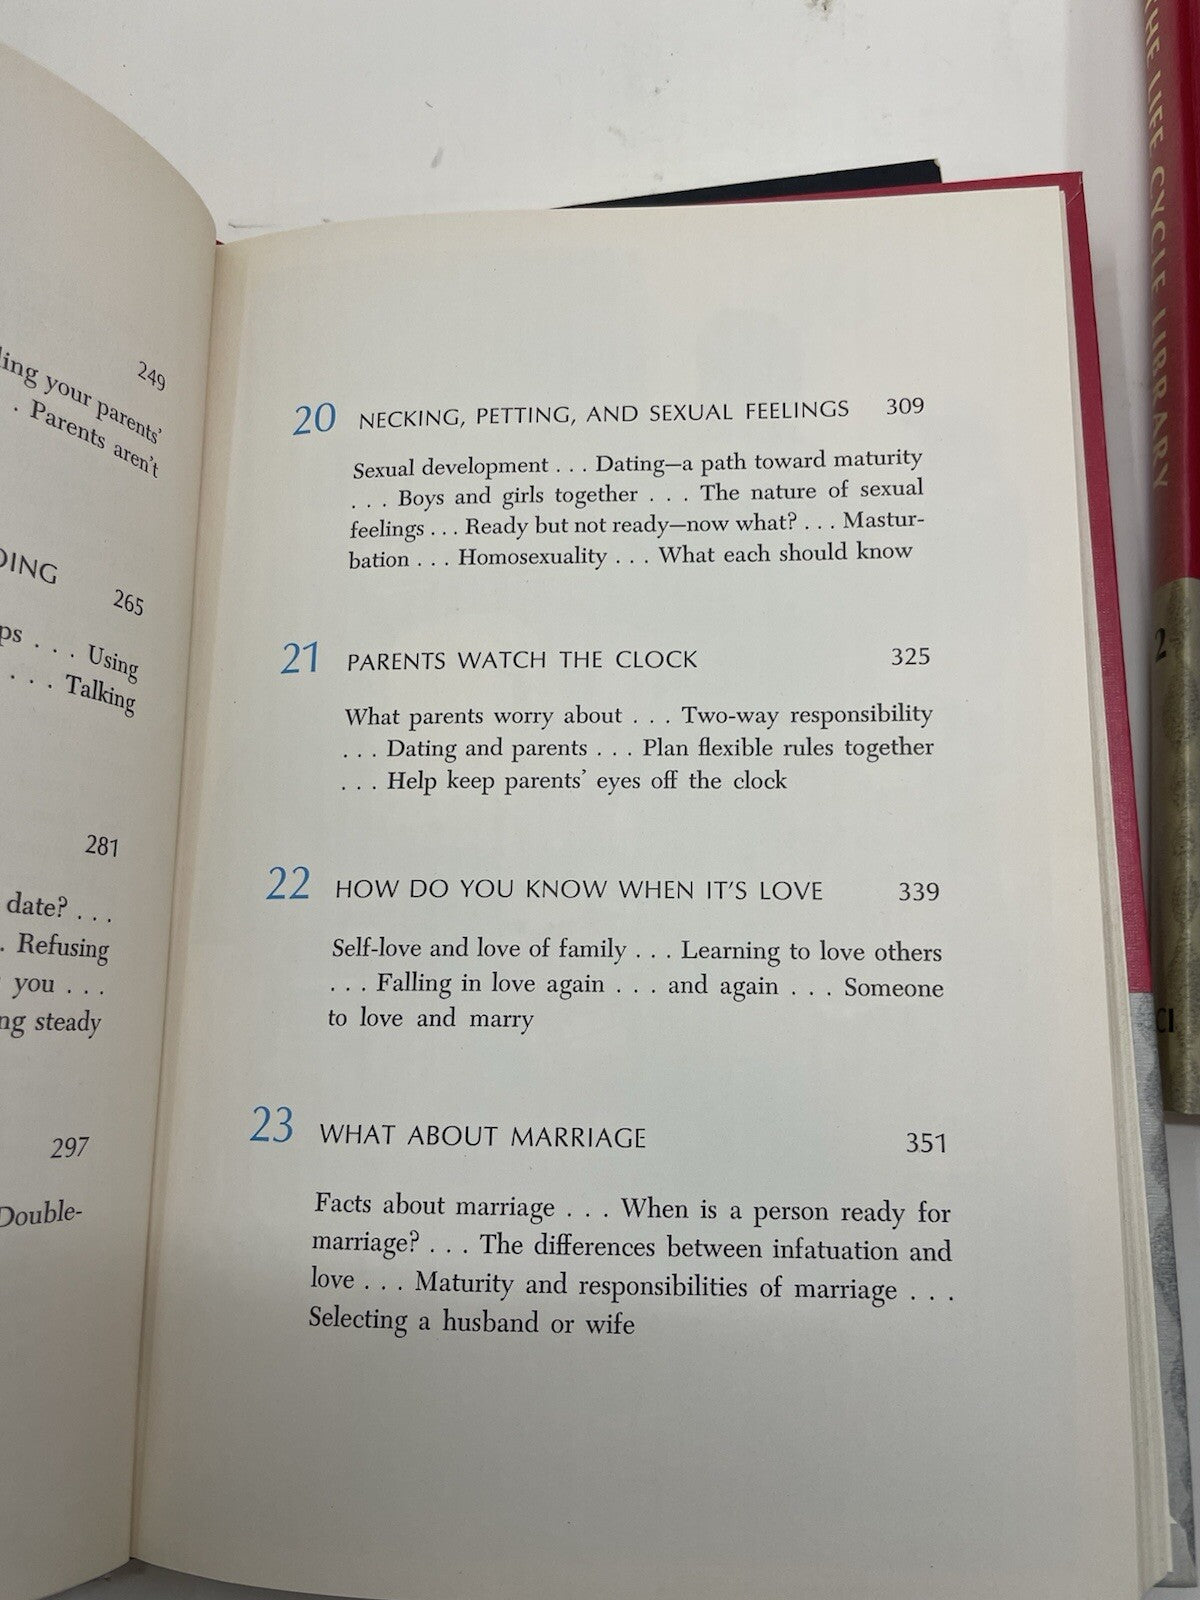 249
ling your parents'
. Parents aren't
DING
265
ps . . . Using
. . . Talking
281
date? . . .
. Refusing
you . . .
ng steady
297
Double-
20 NECKING, PETTING, AND SEXUAL FEELINGS 309
Sexual development . . . Dating—a path toward maturity
. . . Boys and girls together . . . The nature of sexual
feelings . . . Ready but not ready—now what? . . . Mastur-
bation . . . Homosexuality . . . What each should know
21 PARENTS WATCH THE CLOCK 325
What parents worry about . . . Two-way responsibility
. . . Dating and parents . . . Plan flexible rules together
. . . Help keep parents' eyes off the clock
22 HOW DO YOU KNOW WHEN IT'S LOVE 339
Self-love and love of family . . . Learning to love others
. . . Falling in love again . . . and again . . . Someone
to love and marry
23 WHAT ABOUT MARRIAGE 351
Facts about marriage . . . When is a person ready for
marriage? . . . The differences between infatuation and
love . . . Maturity and responsibilities of marriage . . .
Selecting a husband or wife
THE LIFE CYCLE LIBRARY
2
CI